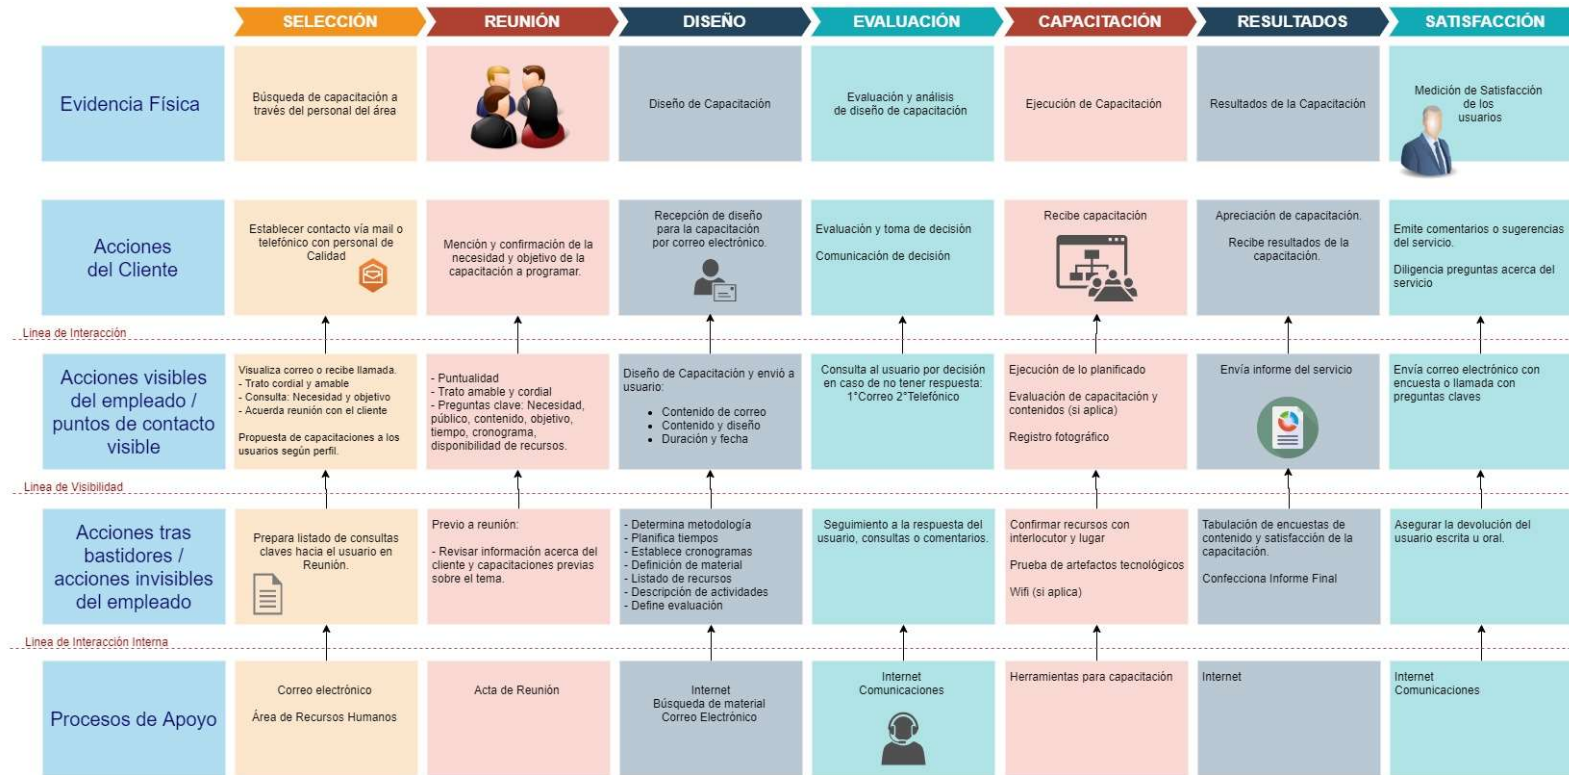 SELECCIÓN
REUNIÓN
DISEÑO
EVALUACIÓN
CAPACITACIÓN
RESULTADOS
SATISFACCIÓN
Evidencia Física
Búsqueda de capacitación a
través del personal del área
Diseño de Capacitación
Evaluación y análisis
de diseño de capacitación
Ejecución de Capacitación
Resultados de la Capacitación
Medición de Satisfacción
de los
usuarios
Acciones
del Cliente
Establecer contacto vía mail o
telefónico con personal de
Calidad
Mención y confirmación de la
necesidad y objetivo de la
capacitación a programar.
Recepción de diseño
para la capacitación
por correo electrónico.
Evaluación y toma de decisión
Comunicación de decisión
Recibe capacitación
Apreciación de capacitación.
Recibe resultados de la
capacitación.
Emite comentarios o sugerencias
del servicio.
Diligencia preguntas acerca del
servicio
Linea de Interacción
Acciones visibles
del empleado /
puntos de contacto
visible
Visualiza correo o recibe llamada.
- Trato cordial y amable
- Consulta: Necesidad y objetivo
- Acuerda reunión con el cliente
Propuesta de capacitaciones a los
usuarios según perfil.
- Puntualidad
- Trato amable y cordial
- Preguntas clave: Necesidad,
público, contenido, objetivo,
tiempo, cronograma,
disponibilidad de recursos.
Diseño de Capacitación y envió a
usuario:
• Contenido de correo
• Contenido y diseño
• Duración y fecha
Consulta al usuario por decisión
en caso de no tener respuesta:
1°Correo 2°Telefónico
Ejecución de lo planificado
Evaluación de capacitación y
contenidos (si aplica)
Registro fotográfico
Envía informe del servicio
Envía correo electrónico con
encuesta o llamada con
preguntas claves
Linea de Visibilidad
Acciones tras
bastidores /
acciones invisibles
del empleado
Prepara listado de consultas
claves hacia el usuario en
Reunión.
Previo a reunión:
- Revisar información acerca del
cliente y capacitaciones previas
sobre el tema.
- Determina metodología
- Planifica tiempos
- Establece cronogramas
- Definición de material
- Listado de recursos
- Descripción de actividades
- Define evaluación
Seguimiento a la respuesta del
usuario, consultas o comentarios.
Confirmar recursos con
interlocutor y lugar
Prueba de artefactos tecnológicos
Wifi (si aplica)
Tabulación de encuestas de
contenido y satisfacción de la
capacitación.
Confecciona Informe Final
Asegurar la devolución del
usuario escrita u oral.
Linea de Interacción Interna
Procesos de Apoyo
Correo electrónico
Área de Recursos Humanos
Acta de Reunión
Internet
Búsqueda de material
Correo Electrónico
Internet
Comunicaciones
Herramientas para capacitación
Internet
Internet
Comunicaciones